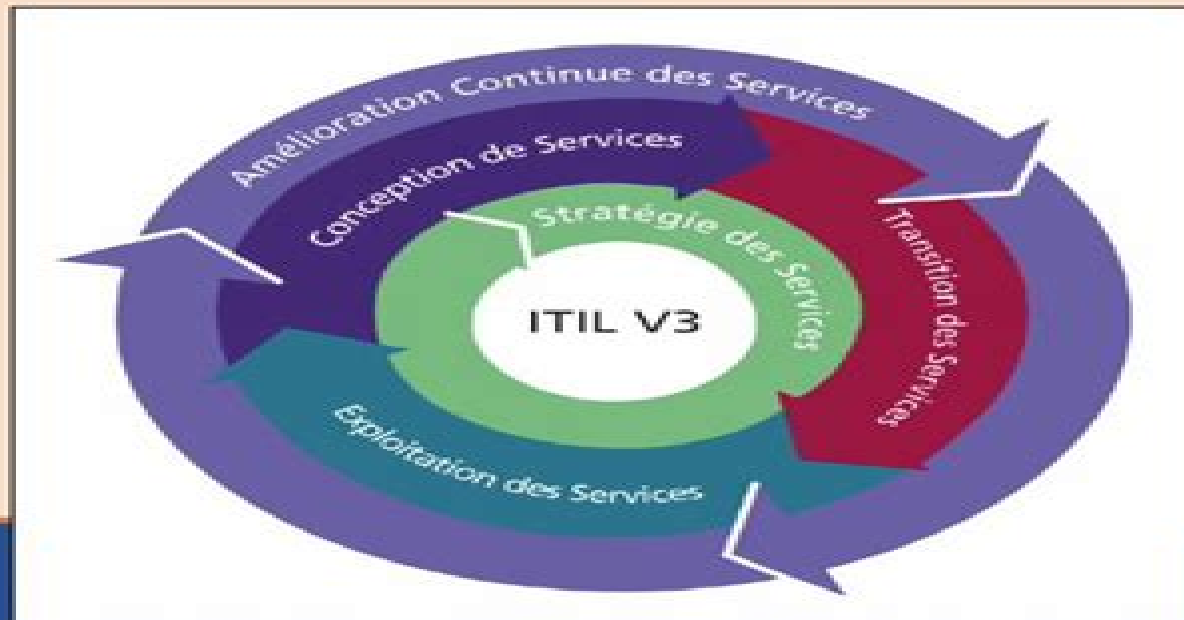 Amélioration Continue des Services
Conception de Services
Stratégie des Services
Transition des Services
ITIL V3
Exploitation des Services